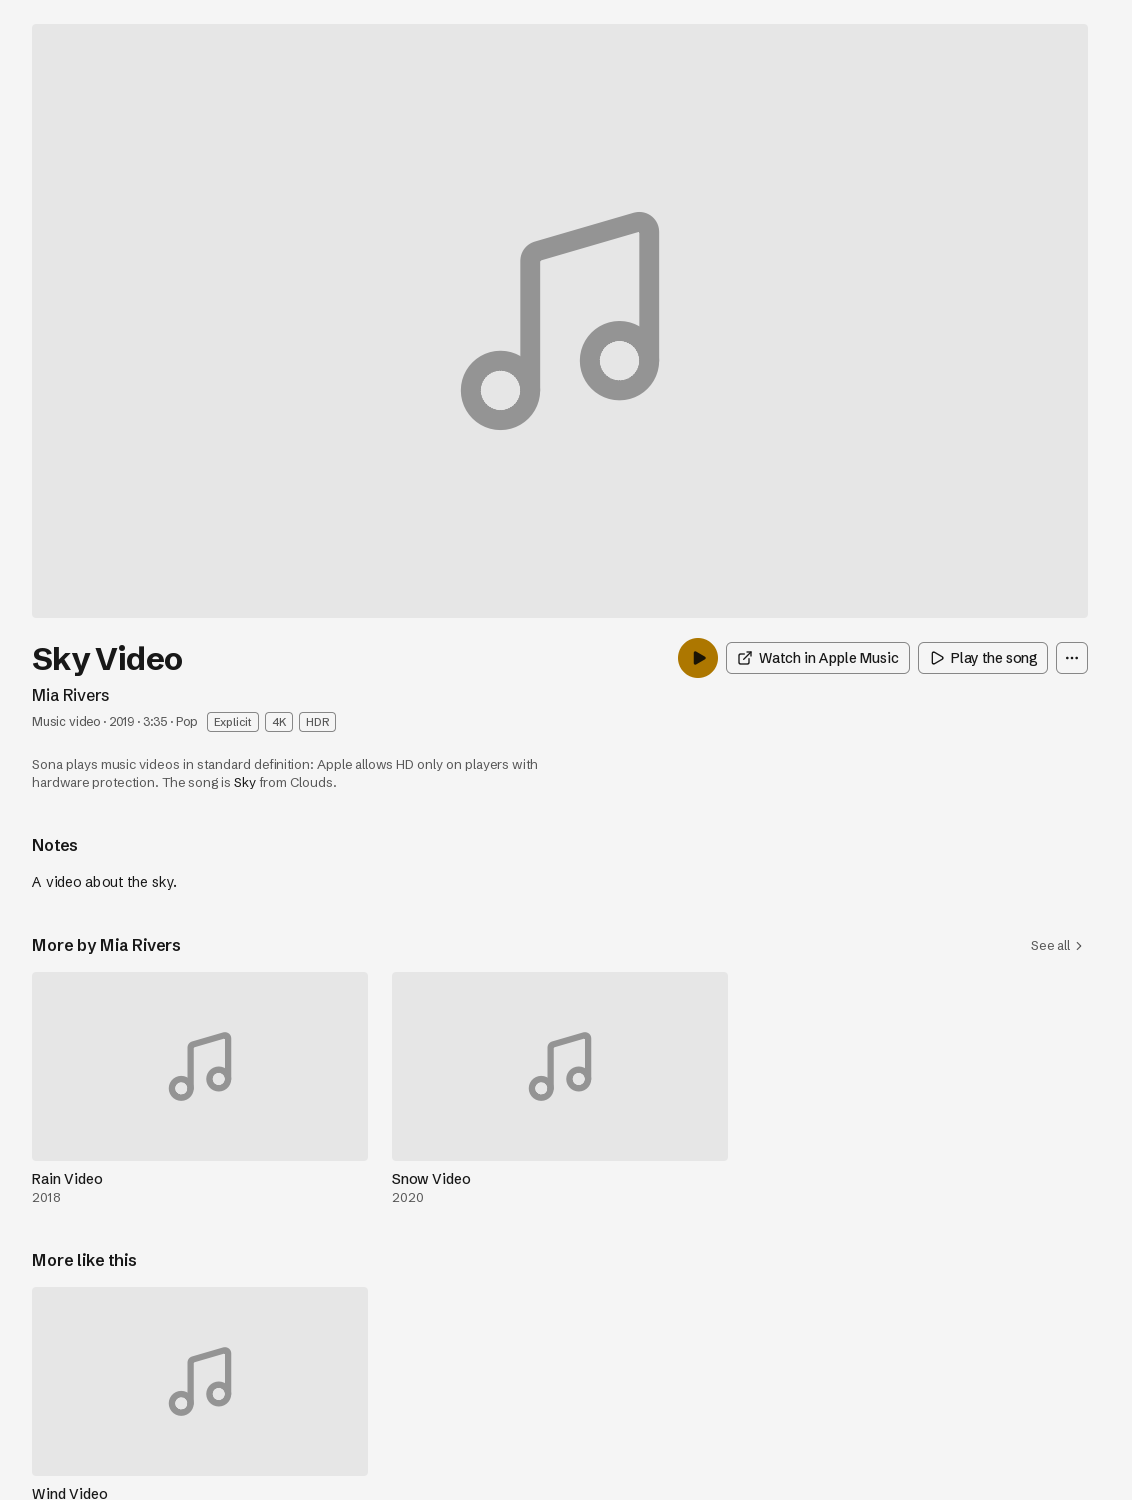 Sky Video
Watch in Apple Music
Play the song
Mia Rivers
Music video · 2019 · 3:35 · Pop
Explicit
4K
HDR
Sona plays music videos in standard definition: Apple allows HD only on players with
hardware protection. The song is Sky from Clouds.
Notes
A video about the sky.
More by Mia Rivers
See all
Rain Video
2018
Snow Video
2020
More like this
Wind Video